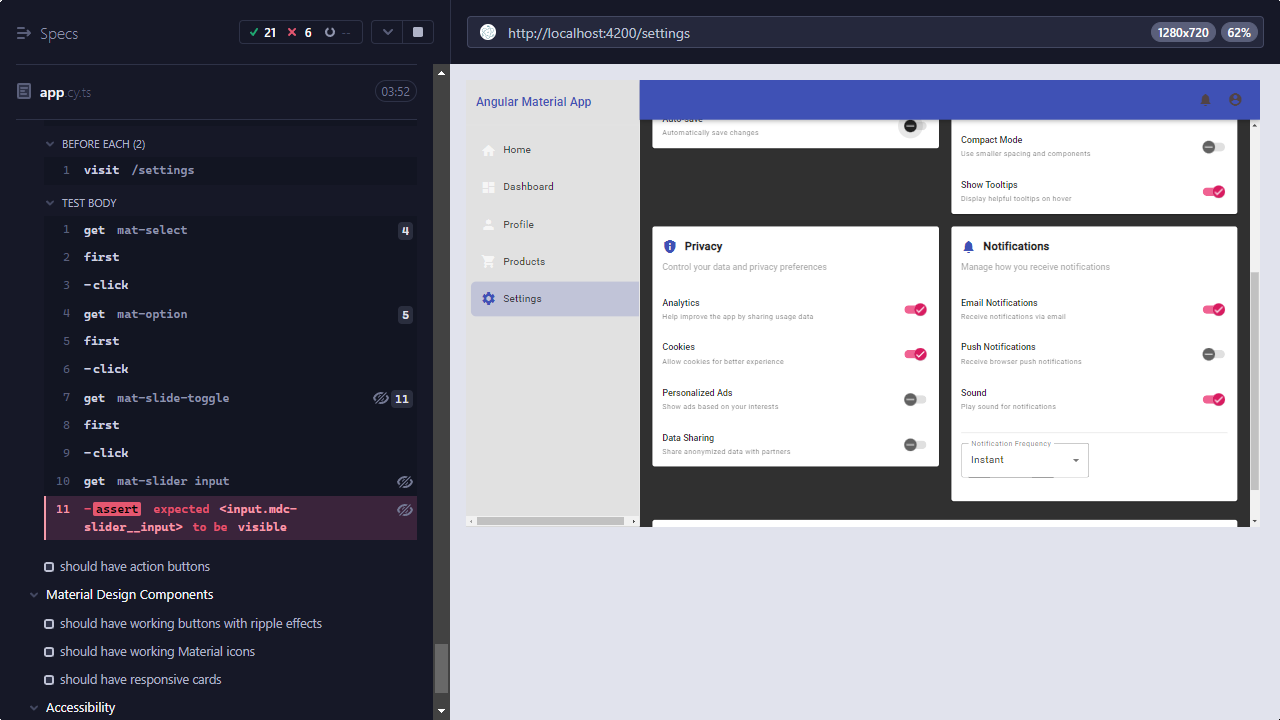 Specs
21
6
--
http://localhost:4200/settings
1280x720
62%
app.cy.ts
03:52
BEFORE EACH (2)
1 visit /settings
TEST BODY
1 get mat-select 4
2 first
3 -click
4 get mat-option 5
5 first
6 -click
7 get mat-slide-toggle 11
8 first
9 -click
10 get mat-slider input
11 -assert expected <input.mdc-
slider__input> to be visible
should have action buttons
Material Design Components
should have working buttons with ripple effects
should have working Material icons
should have responsive cards
Accessibility
Angular Material App
Home
Dashboard
Profile
Products
Settings
Auto-save
Automatically save changes
Compact Mode
Use smaller spacing and components
Show Tooltips
Display helpful tooltips on hover
Privacy
Control your data and privacy preferences
Analytics
Help improve the app by sharing usage data
Cookies
Allow cookies for better experience
Personalized Ads
Show ads based on your interests
Data Sharing
Share anonymized data with partners
Notifications
Manage how you receive notifications
Email Notifications
Receive notifications via email
Push Notifications
Receive browser push notifications
Sound
Play sound for notifications
Notification Frequency
Instant